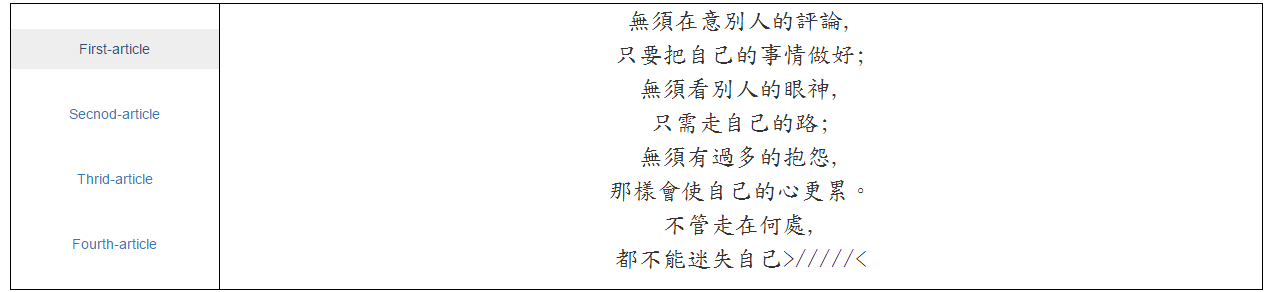 First-article
Secnod-article
Thrid-article
Fourth-article
無須在意別人的評論,
只要把自己的事情做好;
無須看別人的眼神,
只需走自己的路;
無須有過多的抱怨,
那樣會使自己的心更累。
不管走在何處,
都不能迷失自己>/////<